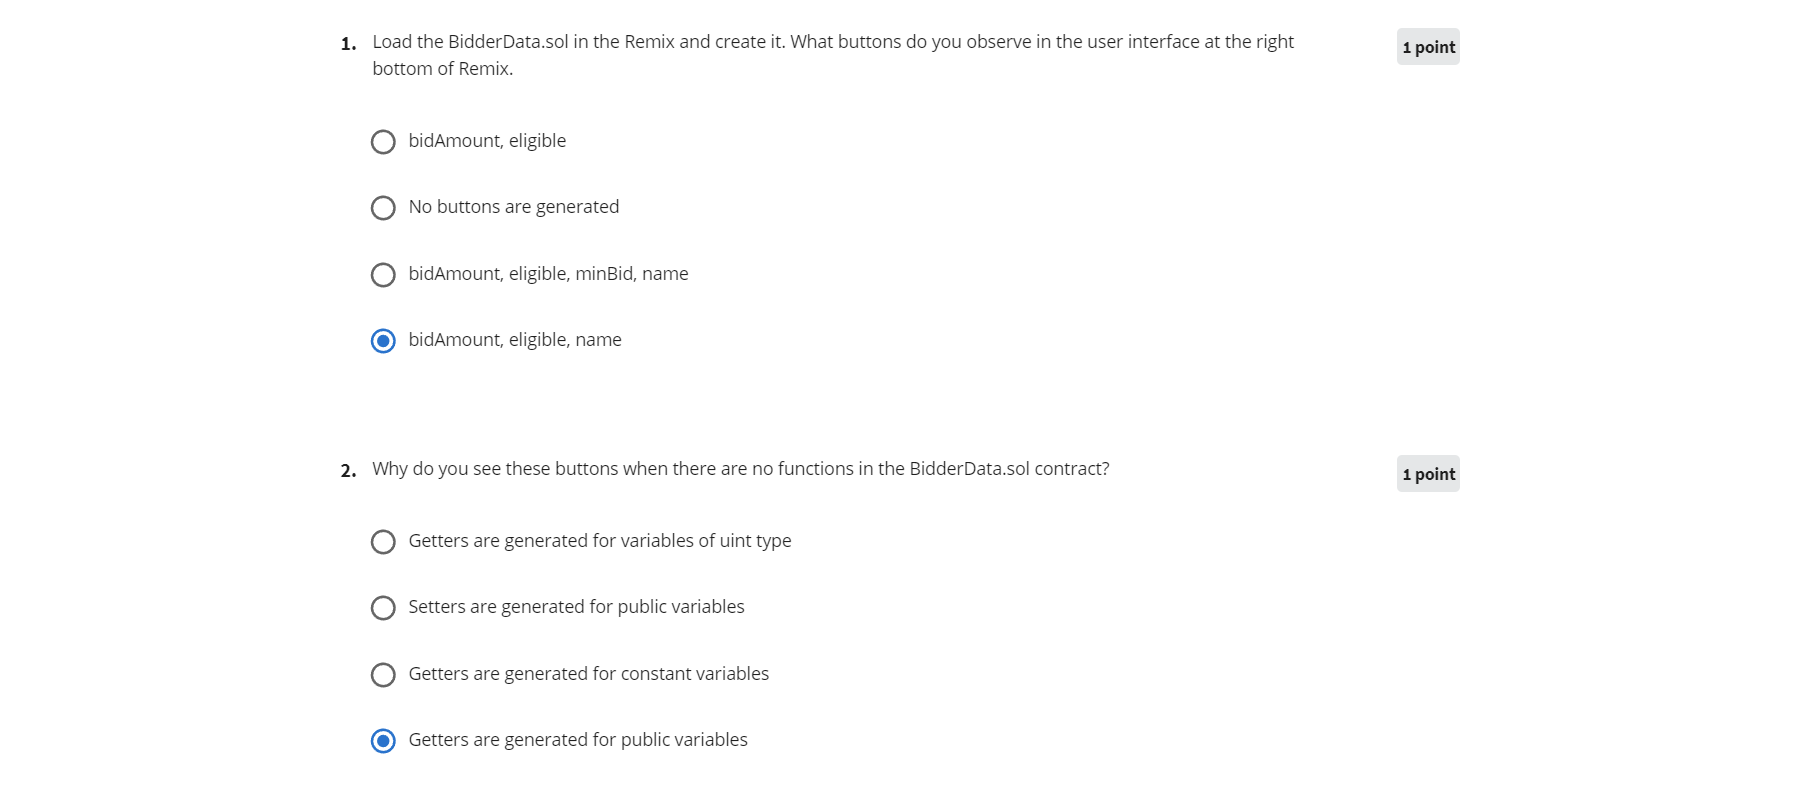 1. Load the BidderData.sol in the Remix and create it. What buttons do you observe in the user interface at the right
bottom of Remix.
1 point
bidAmount, eligible
No buttons are generated
bidAmount, eligible, minBid, name
bidAmount, eligible, name
2. Why do you see these buttons when there are no functions in the BidderData.sol contract?
1 point
Getters are generated for variables of uint type
Setters are generated for public variables
Getters are generated for constant variables
Getters are generated for public variables